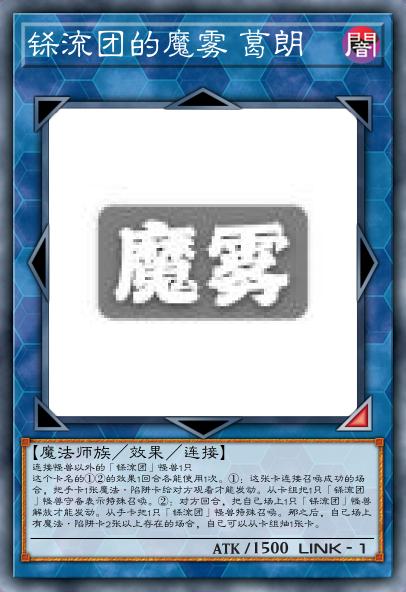 铩流团的魔雾 葛朗
闇
魔雾
【魔法师族／效果／连接】
连接怪兽以外的「铩流团」怪兽1只
这个卡名的①②的效果1回合各能使用1次。①：这张卡连接召唤成功的场
合，把手卡1张魔法·陷阱卡给对方观看才能发动。从卡组把1只「铩流团」
怪兽守备表示特殊召唤。②：对方回合，把自己场上1只「铩流团」怪兽
解放才能发动。从手卡把1只「铩流团」怪兽特殊召唤。那之后，自己场上
有魔法·陷阱卡2张以上存在的场合，自己可以从卡组抽1张卡。
ATK/1500 LINK-1